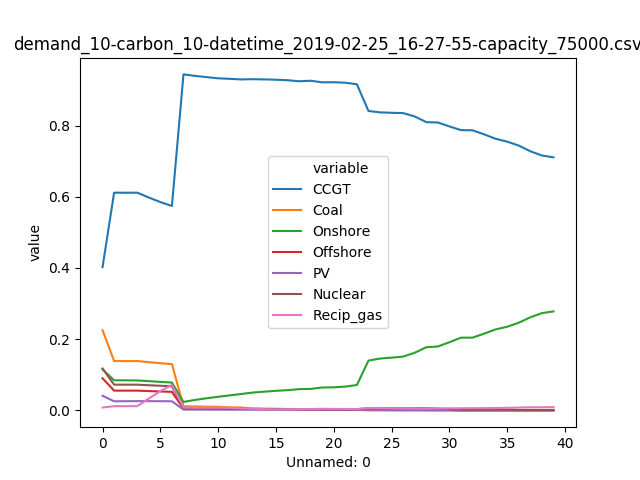 demand_10-carbon_10-datetime_2019-02-25_16-27-55-capacity_75000.csv
value
0.8
0.6
0.4
0.2
0.0
variable
CCGT
Coal
Onshore
Offshore
PV
Nuclear
Recip_gas
0 5 10 15 20 25 30 35 40
Unnamed: 0